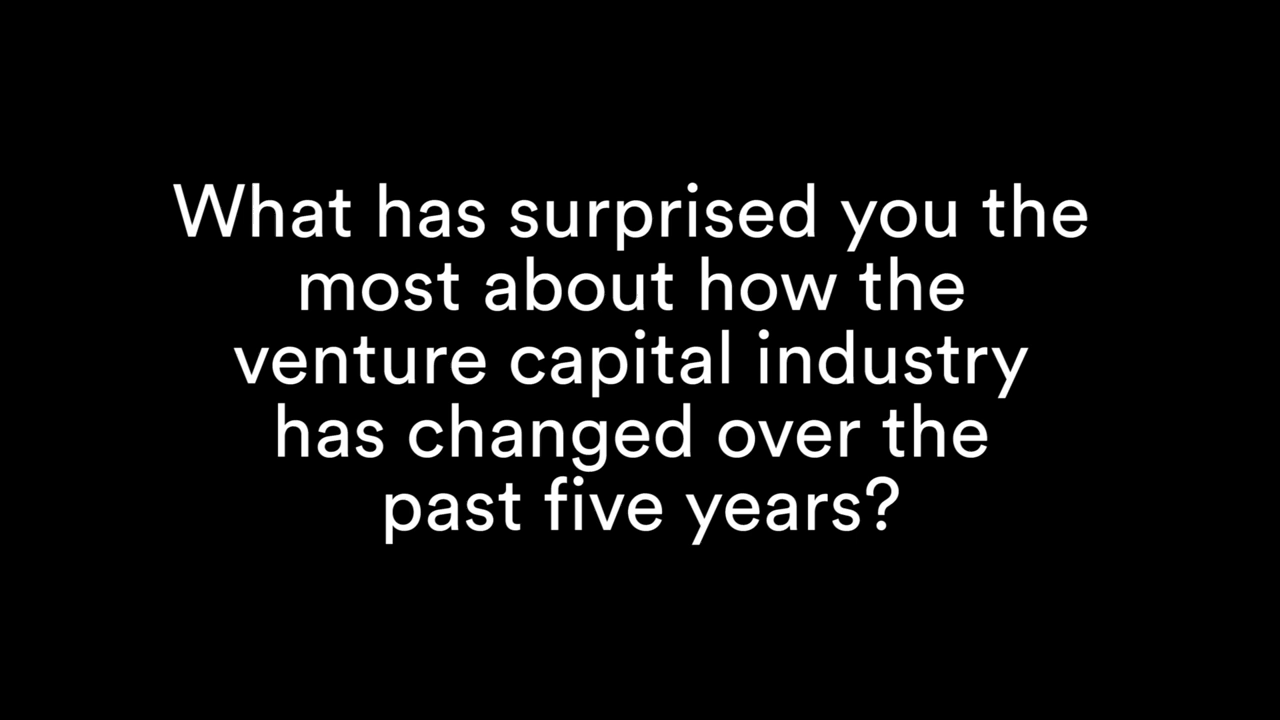 What has surprised you the
most about how the
venture capital industry
has changed over the
past five years?